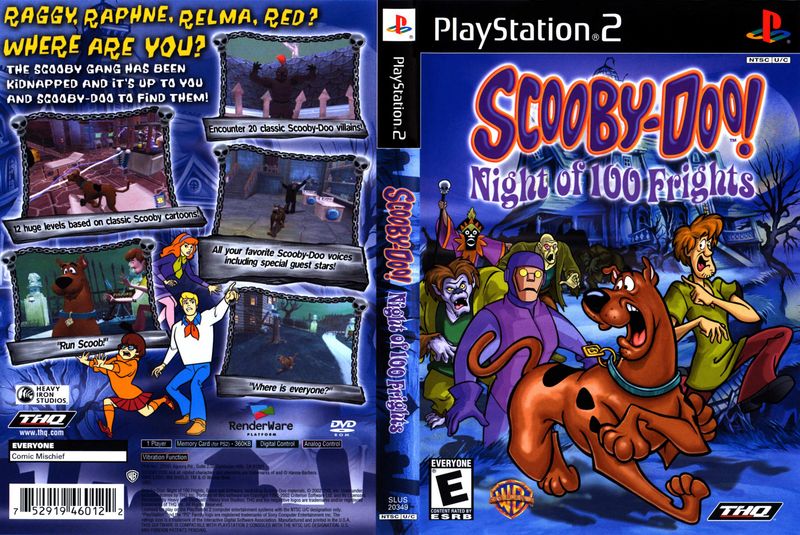 RAGGY, RAPHNE, RELMA, RED?
WHERE ARE YOU?
THE SCOOBY GANG HAS BEEN
KIDNAPPED AND IT'S UP TO YOU
AND SCOOBY-DOO TO FIND THEM!
Encounter 20 classic Scooby-Doo villains!
12 huge levels based on classic Scooby cartoons!
All your favorite Scooby-Doo voices
including special guest stars!
"Run Scoob!"
"Where is everyone?"
HEAVY
IRON
STUDIOS
THQ
www.thq.com
RenderWare
PLATFORM
DVD
ROM
EVERYONE
Comic Mischief
1 Player
Memory Card (for PS2) - 360KB
Digital Control
Analog Control
Vibration Function
WB
7 52919 46012 2
PlayStation 2
SCOOBY-DOO!
Night of 100 Frights
SLUS
20349
NTSC U/C
PlayStation®2
NTSC U/C
SCOOBY-DOO!™
Night of 100 Frights
EVERYONE
E
CONTENT RATED BY
ESRB
WB
THQ